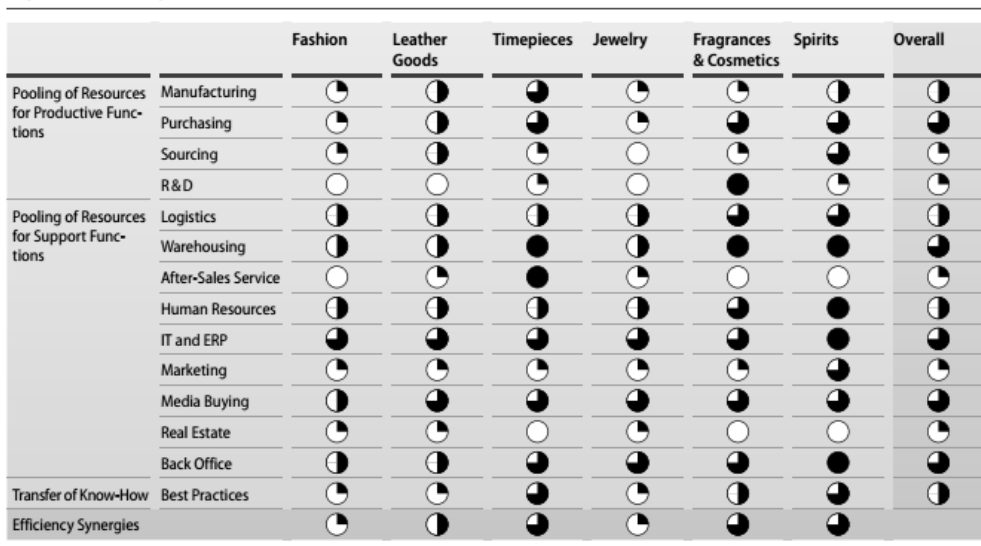 Fashion Leather Timepieces Jewelry Fragrances Spirits Overall
Goods & Cosmetics
Pooling of Resources Manufacturing
for Productive Func-
tions Purchasing
Sourcing
R&D
Pooling of Resources Logistics
for Support Func-
tions Warehousing
After-Sales Service
Human Resources
IT and ERP
Marketing
Media Buying
Real Estate
Back Office
Transfer of Know-How Best Practices
Efficiency Synergies